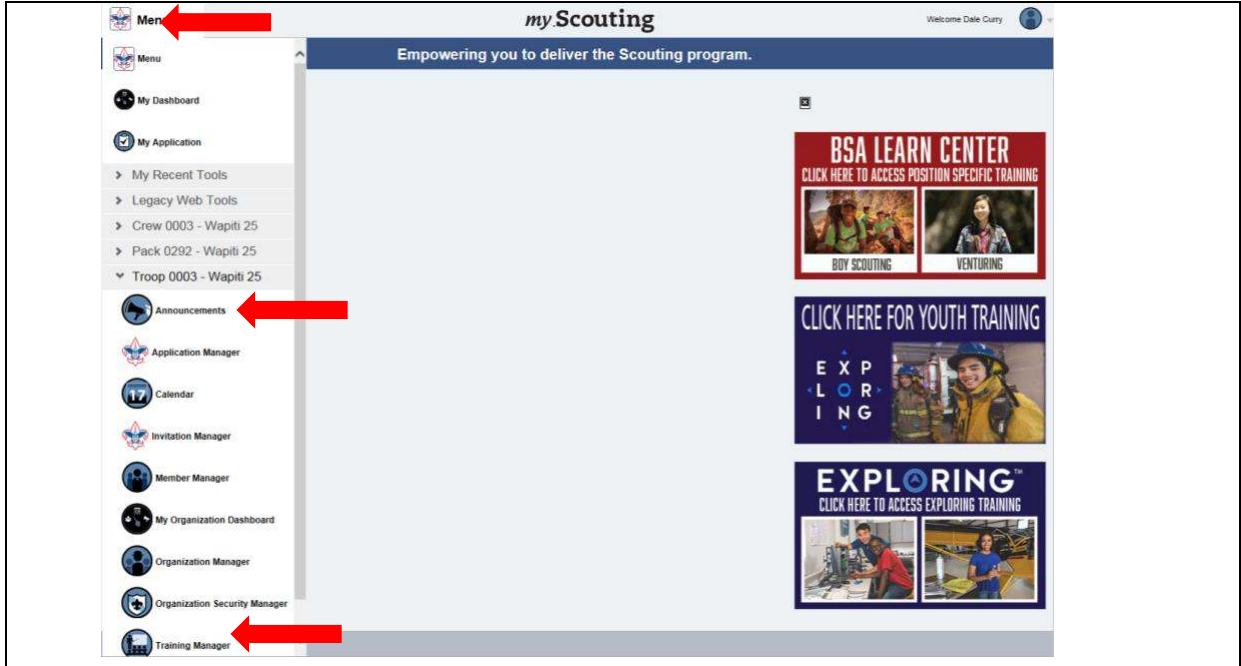 Men
my.Scouting
Welcome Dale Curry
Menu
Empowering you to deliver the Scouting program.
My Dashboard
My Application
My Recent Tools
Legacy Web Tools
Crew 0003 - Wapiti 25
Pack 0292 - Wapiti 25
Troop 0003 - Wapiti 25
Announcements
Application Manager
17
Calendar
Invitation Manager
Member Manager
My Organization Dashboard
Organization Manager
Organization Security Manager
Training Manager
BSA LEARN CENTER
CLICK HERE TO ACCESS POSITION SPECIFIC TRAINING
BOY SCOUTING
VENTURING
CLICK HERE FOR YOUTH TRAINING
E X P
L O R
I N G
EXPLORING™
CLICK HERE TO ACCESS EXPLORING TRAINING